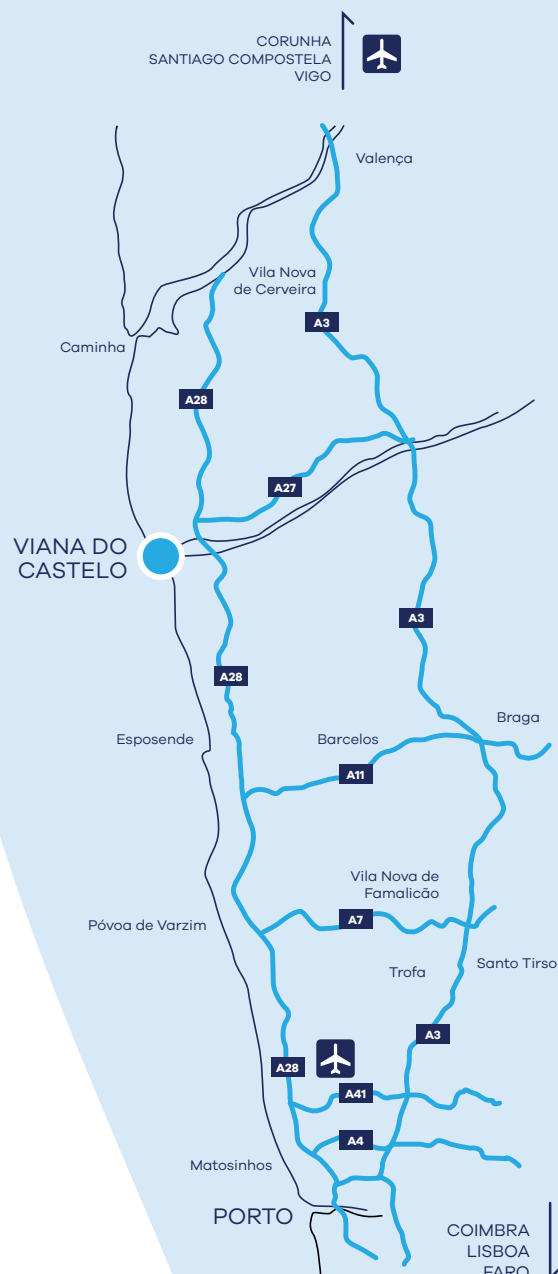 CORUNHA
SANTIAGO COMPOSTELA
VIGO
Valença
Vila Nova
de Cerveira
A3
Caminha
A28
A27
VIANA DO
CASTELO
A3
A28
Braga
Esposende
Barcelos
A11
Vila Nova de
Famalicão
A7
Póvoa de Varzim
Santo Tirso
Trofa
A3
A28
A41
A4
Matosinhos
PORTO
COIMBRA
LISBOA
FARO